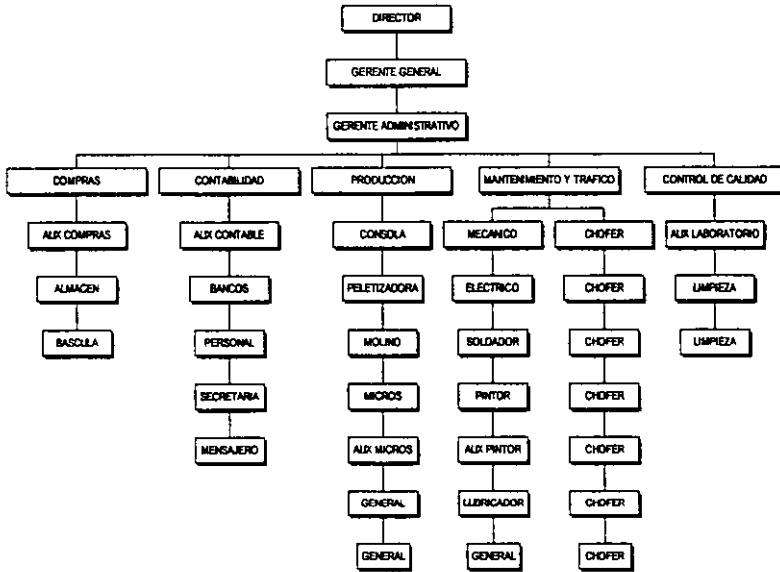 DIRECTOR
GERENTE GENERAL
GERENTE ADMINISTRATIVO
COMPRAS CONTABILIDAD PRODUCCION MANTENIMIENTO Y TRAFICO CONTROL DE CALIDAD
AUX COMPRAS AUX CONTABLE CONSOLA MECANICO CHOFER AUX LABORATORIO
ALMAGEN BANCOS PELETIZADORA ELECTRICO CHOFER LIMPIEZA
BASCULA PERSONAL MOLINO SOLDADOR CHOFER LIMPIEZA
SECRETARIA MICROS PINTOR CHOFER
MENSAJERO AUX MICROS AUX PINTOR CHOFER
GENERAL LUBRICADOR CHOFER
GENERAL GENERAL CHOFER